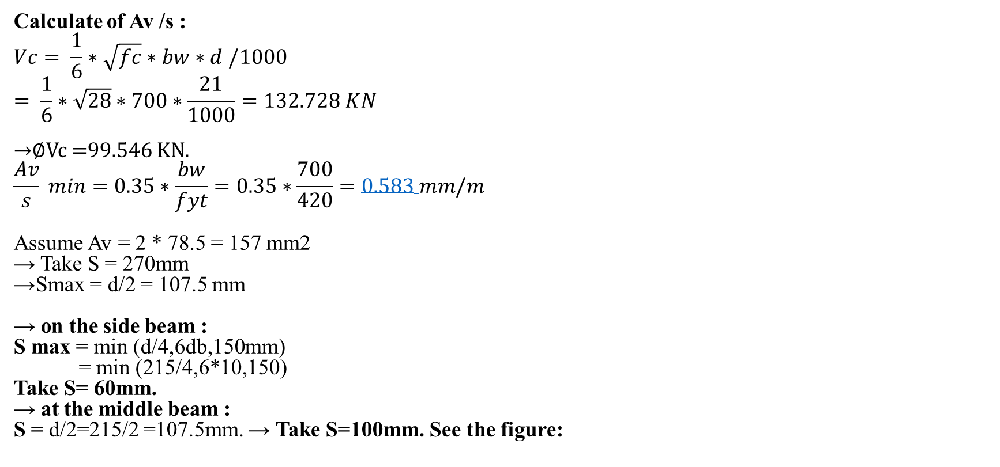 Calculate of Av /s :
Vc = 1/6 * √fc * bw * d /1000
= 1/6 * √28 * 700 * 21/1000 = 132.728 KN
→∅Vc =99.546 KN.
Av/s min = 0.35 * bw/fyt = 0.35 * 700/420 = 0.583 mm/m
Assume Av = 2 * 78.5 = 157 mm2
→ Take S = 270mm
→Smax = d/2 = 107.5 mm
→ on the side beam :
S max = min (d/4,6db,150mm)
= min (215/4,6*10,150)
Take S= 60mm.
→ at the middle beam :
S = d/2=215/2 =107.5mm. → Take S=100mm. See the figure: